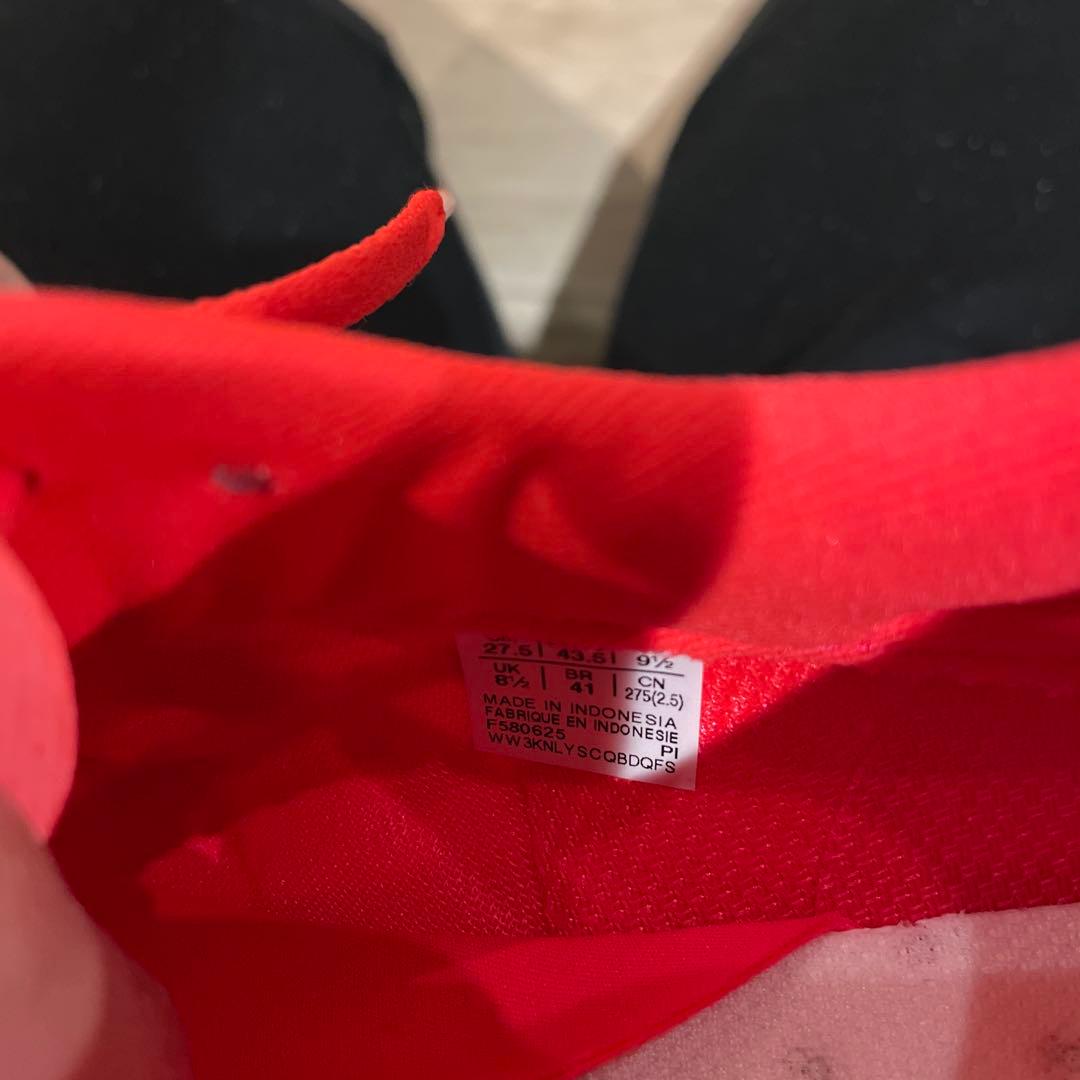 27.5 | 43.5 | 9½
UK | BR | CN
8½ | 41 | 275(2.5)
MADE IN INDONESIA
FABRIQUE EN INDONESIE
F580625 PI
WW3KNLYSCQBDQFS